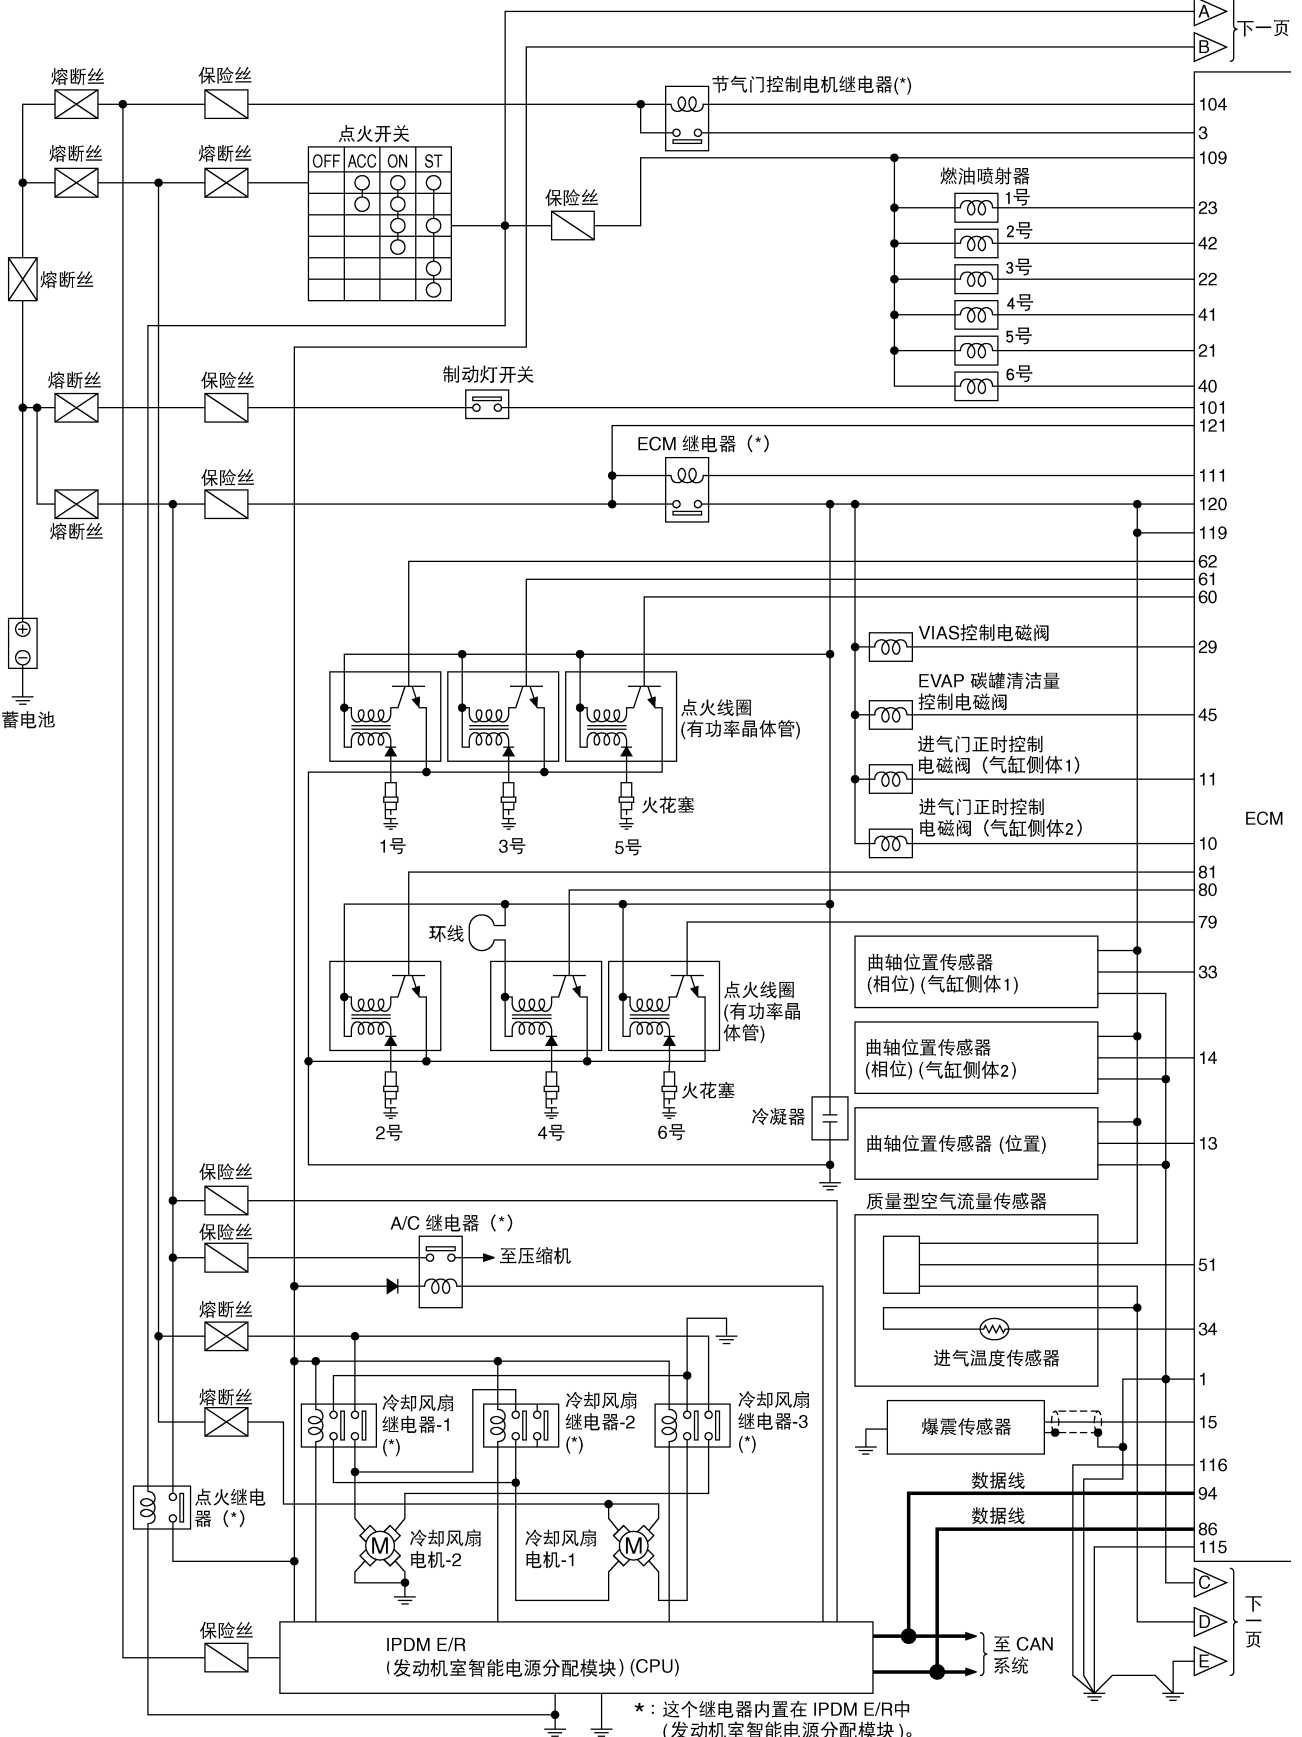 A
下一页
B
熔断丝
保险丝
节气门控制电机继电器(*)
104
3
点火开关
熔断丝
熔断丝
OFF ACC ON ST
109
燃油喷射器
保险丝
1号
23
2号
42
熔断丝
3号
22
4号
41
5号
21
熔断丝
保险丝
制动灯开关
6号
40
101
121
ECM 继电器 (*)
保险丝
111
120
熔断丝
119
62
61
60
VIAS控制电磁阀
29
EVAP 碳罐清洁量
控制电磁阀
45
蓄电池
点火线圈
(有功率晶体管)
进气门正时控制
电磁阀 (气缸侧体1)
11
火花塞
进气门正时控制
电磁阀 (气缸侧体2)
10
ECM
1号
3号
5号
81
80
79
环线
曲轴位置传感器
(相位) (气缸侧体1)
33
点火线圈
(有功率晶
体管)
曲轴位置传感器
(相位) (气缸侧体2)
14
火花塞
冷凝器
2号
4号
6号
曲轴位置传感器 (位置)
13
保险丝
质量型空气流量传感器
保险丝
A/C 继电器 (*)
至压缩机
51
熔断丝
34
进气温度传感器
1
熔断丝
冷却风扇
继电器-1
(*)
冷却风扇
继电器-2
(*)
冷却风扇
继电器-3
(*)
爆震传感器
15
116
数据线
94
点火继电
器 (*)
数据线
86
M
冷却风扇
电机-2
冷却风扇
电机-1
M
115
C
下
一
页
D
E
保险丝
IPDM E/R
(发动机室智能电源分配模块) (CPU)
至 CAN
系统
*：这个继电器内置在 IPDM E/R中
(发动机室智能电源分配模块)。